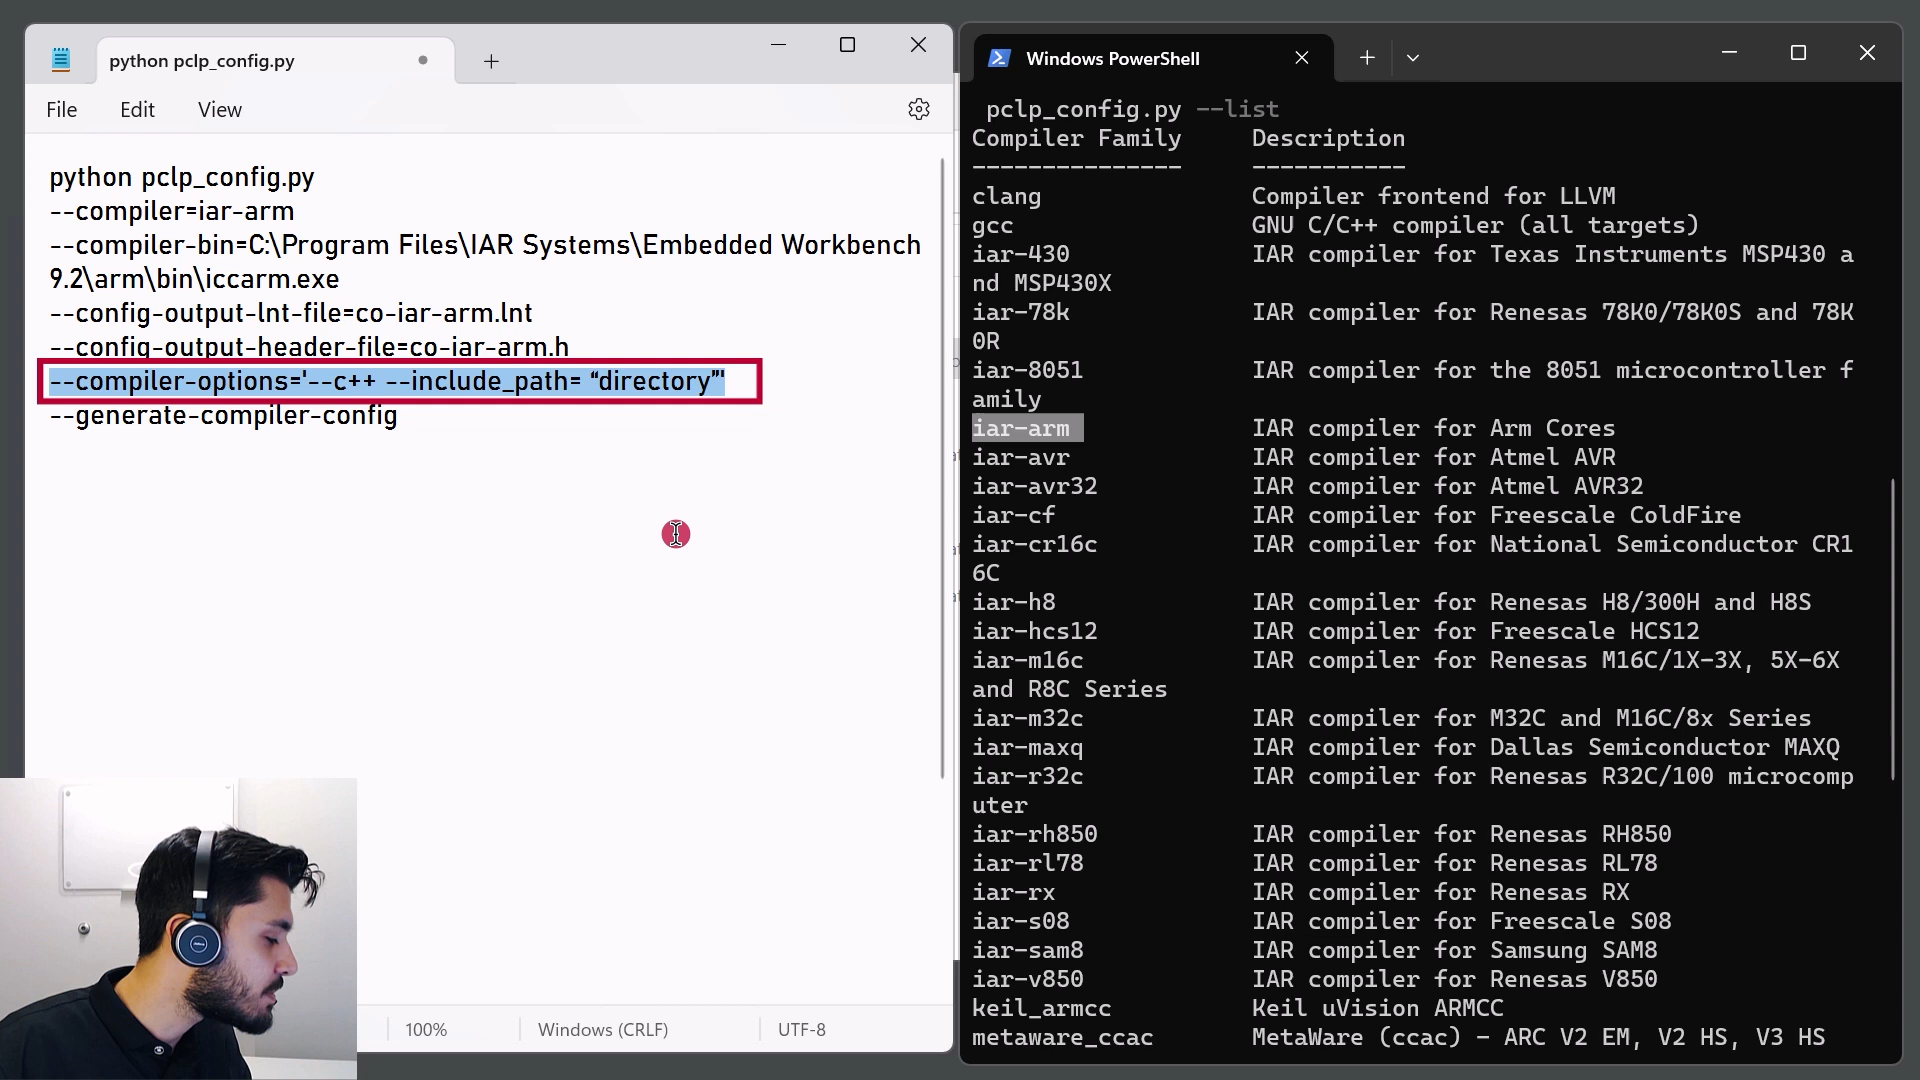 python pclp_config.py
File Edit View
python pclp_config.py
--compiler=iar-arm
--compiler-bin=C:\Program Files\IAR Systems\Embedded Workbench
9.2\arm\bin\iccarm.exe
--config-output-lnt-file=co-iar-arm.lnt
--config-output-header-file=co-iar-arm.h
--compiler-options='--c++ --include_path= “directory”'
--generate-compiler-config
100% Windows (CRLF) UTF-8
Windows PowerShell
pclp_config.py --list
Compiler Family Description
--------------- -----------
clang Compiler frontend for LLVM
gcc GNU C/C++ compiler (all targets)
iar-430 IAR compiler for Texas Instruments MSP430 a
nd MSP430X
iar-78k IAR compiler for Renesas 78K0/78K0S and 78K
0R
iar-8051 IAR compiler for the 8051 microcontroller f
amily
iar-arm IAR compiler for Arm Cores
iar-avr IAR compiler for Atmel AVR
iar-avr32 IAR compiler for Atmel AVR32
iar-cf IAR compiler for Freescale ColdFire
iar-cr16c IAR compiler for National Semiconductor CR1
6C
iar-h8 IAR compiler for Renesas H8/300H and H8S
iar-hcs12 IAR compiler for Freescale HCS12
iar-m16c IAR compiler for Renesas M16C/1X-3X, 5X-6X
and R8C Series
iar-m32c IAR compiler for M32C and M16C/8x Series
iar-maxq IAR compiler for Dallas Semiconductor MAXQ
iar-r32c IAR compiler for Renesas R32C/100 microcomp
uter
iar-rh850 IAR compiler for Renesas RH850
iar-rl78 IAR compiler for Renesas RL78
iar-rx IAR compiler for Renesas RX
iar-s08 IAR compiler for Freescale S08
iar-sam8 IAR compiler for Samsung SAM8
iar-v850 IAR compiler for Renesas V850
keil_armcc Keil uVision ARMCC
metaware_ccac MetaWare (ccac) - ARC V2 EM, V2 HS, V3 HS